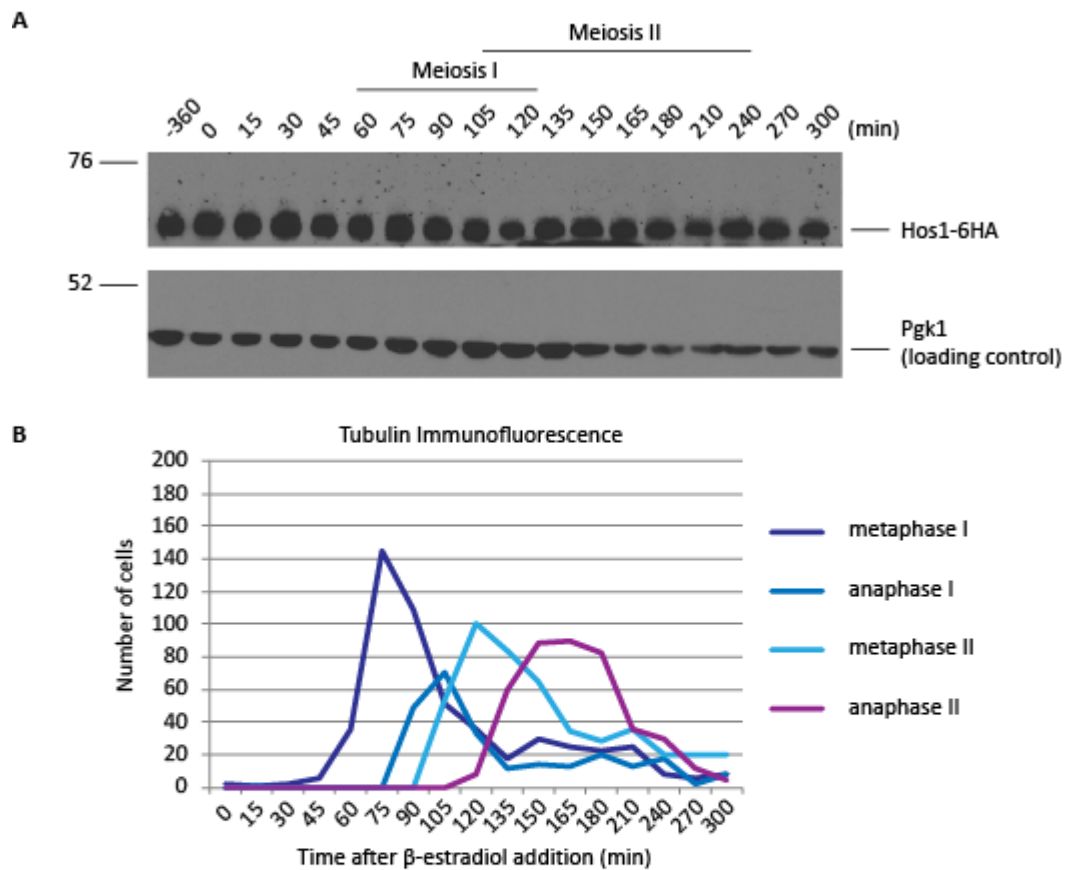 A
Meiosis II
Meiosis I
-360 0 15 30 45 60 75 90 105 120 135 150 165 180 210 240 270 300 (min)
76
Hos1-6HA
52
Pgk1
(loading control)
B
Tubulin Immunofluorescence
200
180
160
140
120
100
80
60
40
20
0
Number of cells
0 15 30 45 60 75 90 105 120 135 150 165 180 210 240 270 300
Time after β-estradiol addition (min)
metaphase I
anaphase I
metaphase II
anaphase II